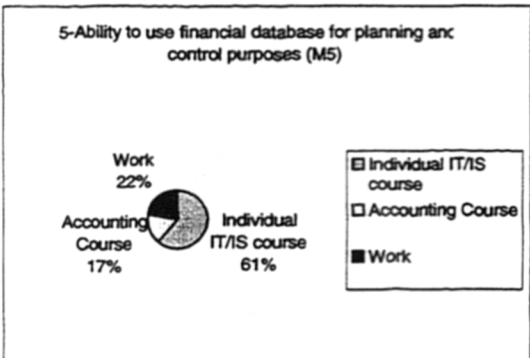 5-Ability to use financial database for planning anc
control purposes (M5)
Work
22%
Accounting
Course
17%
Individual
IT/IS course
61%
Individual IT/IS
course
Accounting Course
Work